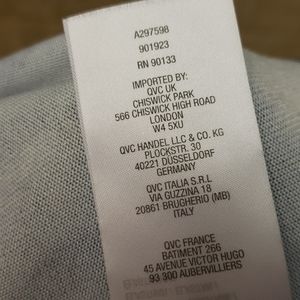 A297598
901923
RN 90133
IMPORTED BY:
QVC UK
CHISWICK PARK
566 CHISWICK HIGH ROAD
LONDON
W4 5XU
QVC HANDEL LLC & CO. KG
PLOCKSTR. 30
40221 DÜSSELDORF
GERMANY
QVC ITALIA S.R.L
VIA GUZZINA 18
20861 BRUGHERIO (MB)
ITALY
QVC FRANCE
BATIMENT 266
45 AVENUE VICTOR HUGO
93 300 AUBERVILLIERS